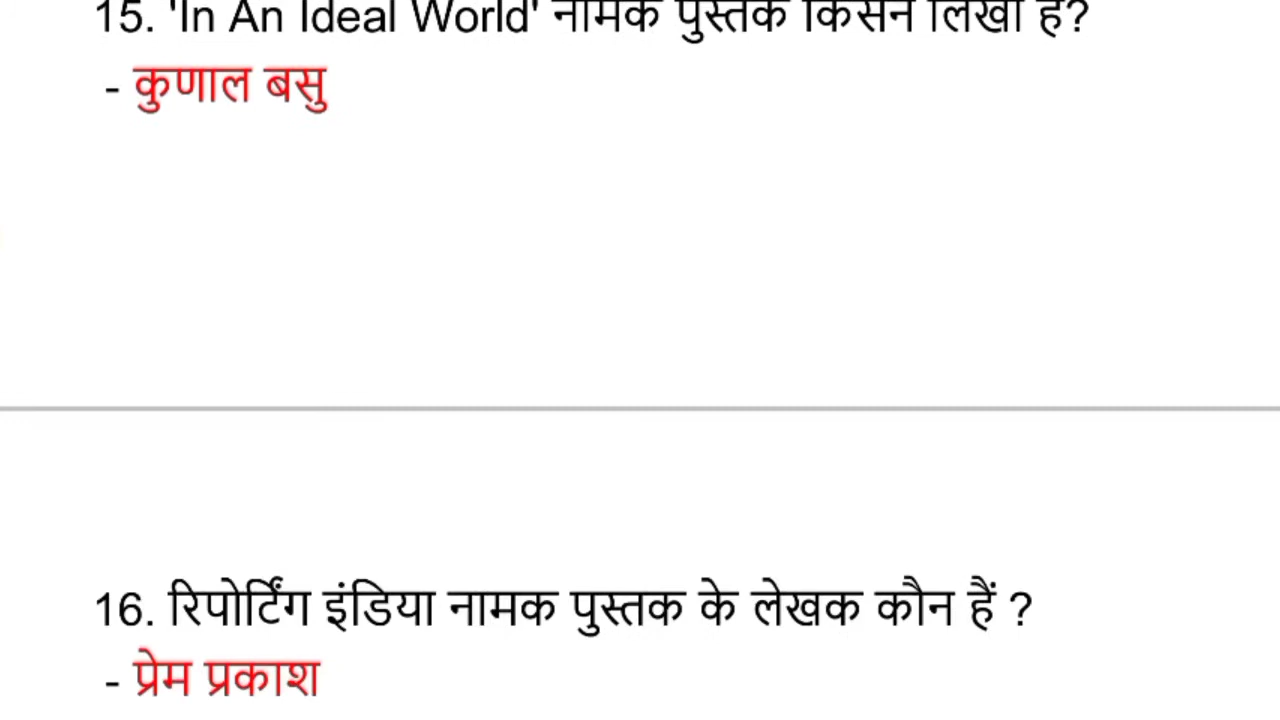 15. 'In An Ideal World' नामक पुस्तक किसने लिखी है?
- कुणाल बसु
16. रिपोर्टिंग इंडिया नामक पुस्तक के लेखक कौन हैं ?
- प्रेम प्रकाश